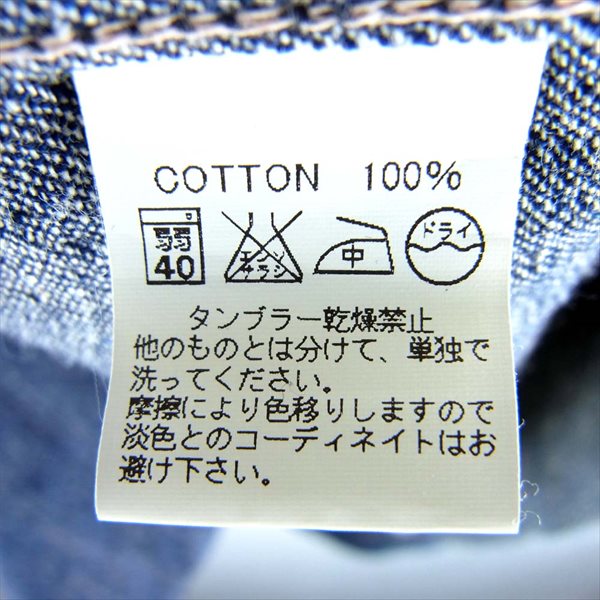 COTTON 100%
弱 40 エンソ サラシ 中 ドライ
タンブラー乾燥禁止
他のものとは分けて、単独で
洗ってください。
摩擦により色移りしますので
淡色とのコーディネイトはお
避け下さい。